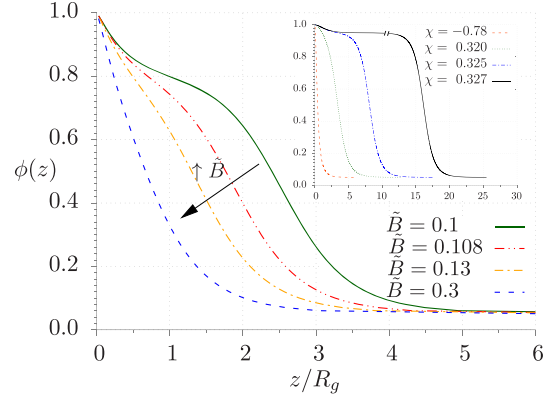 1.0
0.8
0.6
0.4
0.2
0.0
ϕ(z)
0 1 2 3 4 5 6
z/R_g
↑ B̃
B̃ = 0.1
B̃ = 0.108
B̃ = 0.13
B̃ = 0.3
1.0
0.8
0.6
0.4
0.2
0.0
0 5 10 15 20 25 30
χ = −0.78
χ = 0.320
χ = 0.325
χ = 0.327